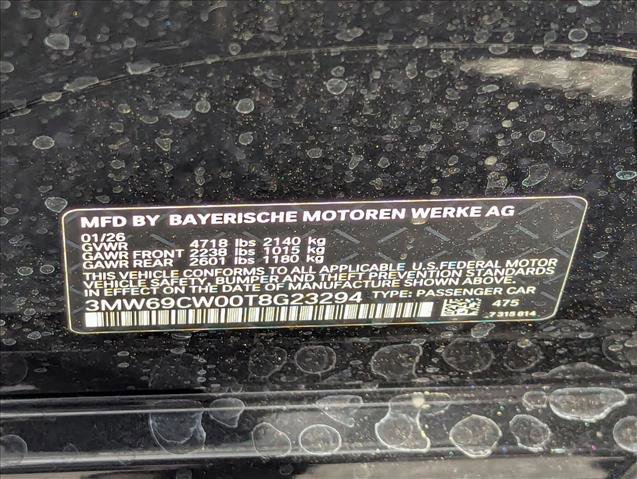 MFD BY BAYERISCHE MOTOREN WERKE AG
01/26
GVWR 4718 lbs 2140 kg
GAWR FRONT 2238 lbs 1015 kg
GAWR REAR 2601 lbs 1180 kg
THIS VEHICLE CONFORMS TO ALL APPLICABLE U.S. FEDERAL MOTOR
VEHICLE SAFETY, BUMPER, AND THEFT PREVENTION STANDARDS
IN EFFECT ON THE DATE OF MANUFACTURE SHOWN ABOVE.
3MW69CW00T8G23294 TYPE: PASSENGER CAR
475
7 315 814